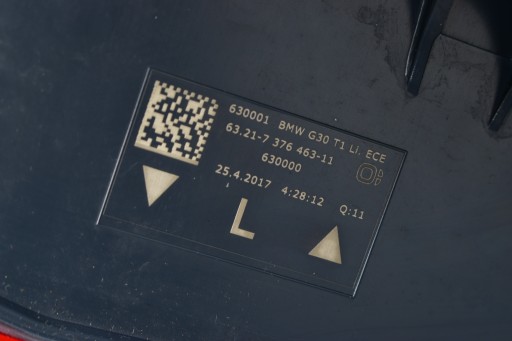 630001 BMW G30 T1 Li. ECE
63.21-7 376 463-11
630000
25.4.2017 4:28:12 Q:11
L